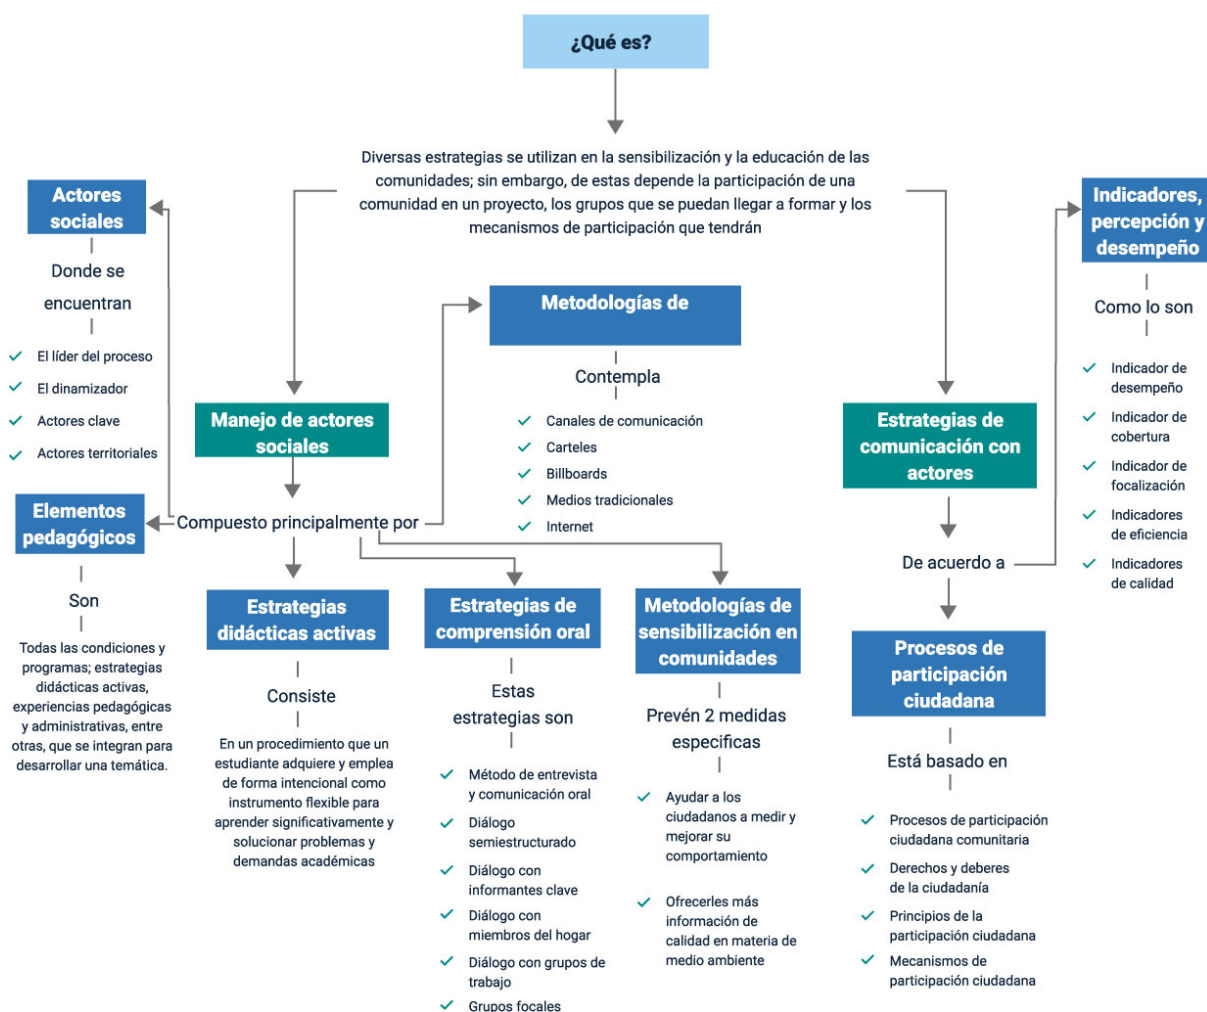 ¿Qué es?
Diversas estrategias se utilizan en la sensibilización y la educación de las
comunidades; sin embargo, de estas depende la participación de una
comunidad en un proyecto, los grupos que se puedan llegar a formar y los
mecanismos de participación que tendrán
Actores
sociales
Donde se
encuentran
El líder del proceso
El dinamizador
Actores clave
Actores territoriales
Manejo de actores
sociales
Compuesto principalmente por
Metodologías de
Contempla
Canales de comunicación
Carteles
Billboards
Medios tradicionales
Internet
Elementos
pedagógicos
Son
Todas las condiciones y
programas; estrategias
didácticas activas,
experiencias pedagógicas
y administrativas, entre
otras, que se integran para
desarrollar una temática.
Estrategias
didácticas activas
Consiste
En un procedimiento que un
estudiante adquiere y emplea
de forma intencional como
instrumento flexible para
aprender significativamente y
solucionar problemas y
demandas académicas
Estrategias de
comprensión oral
Estas
estrategias son
Método de entrevista
y comunicación oral
Diálogo
semiestructurado
Diálogo con
informantes clave
Diálogo con
miembros del hogar
Diálogo con grupos de
trabajo
Grupos focales
Metodologías de
sensibilización en
comunidades
Prevén 2 medidas
especificas
Ayudar a los
ciudadanos a medir y
mejorar su
comportamiento
Ofrecerles más
información de
calidad en materia de
medio ambiente
Estrategias de
comunicación con
actores
De acuerdo a
Indicadores,
percepción y
desempeño
Como lo son
Indicador de
desempeño
Indicador de
cobertura
Indicador de
focalización
Indicadores
de eficiencia
Indicadores
de calidad
Procesos de
participación
ciudadana
Está basado en
Procesos de participación
ciudadana comunitaria
Derechos y deberes
de la ciudadanía
Principios de la
participación ciudadana
Mecanismos de
participación ciudadana